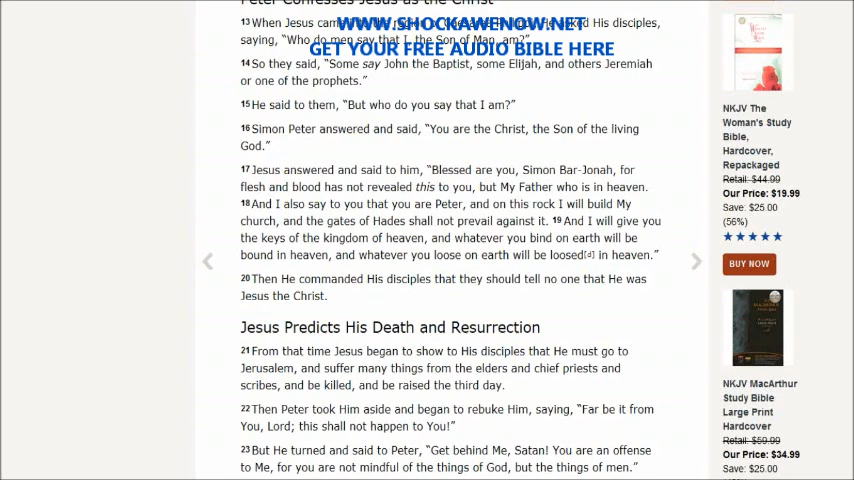 Peter Confesses Jesus as the Christ
WWW.SHOCKAWENOW.NET
GET YOUR FREE AUDIO BIBLE HERE
13 When Jesus came into the region of Caesarea Philippi, He asked His disciples,
saying, “Who do men say that I, the Son of Man, am?”
14 So they said, “Some say John the Baptist, some Elijah, and others Jeremiah
or one of the prophets.”
15 He said to them, “But who do you say that I am?”
16 Simon Peter answered and said, “You are the Christ, the Son of the living
God.”
17 Jesus answered and said to him, “Blessed are you, Simon Bar-Jonah, for
flesh and blood has not revealed this to you, but My Father who is in heaven.
18 And I also say to you that you are Peter, and on this rock I will build My
church, and the gates of Hades shall not prevail against it. 19 And I will give you
the keys of the kingdom of heaven, and whatever you bind on earth will be
bound in heaven, and whatever you loose on earth will be loosed[d] in heaven.”
20 Then He commanded His disciples that they should tell no one that He was
Jesus the Christ.
Jesus Predicts His Death and Resurrection
21 From that time Jesus began to show to His disciples that He must go to
Jerusalem, and suffer many things from the elders and chief priests and
scribes, and be killed, and be raised the third day.
22 Then Peter took Him aside and began to rebuke Him, saying, “Far be it from
You, Lord; this shall not happen to You!”
23 But He turned and said to Peter, “Get behind Me, Satan! You are an offense
to Me, for you are not mindful of the things of God, but the things of men.”
NKJV The
Woman's Study
Bible,
Hardcover,
Repackaged
Retail: $44.99
Our Price: $19.99
Save: $25.00
(56%)
BUY NOW
NKJV MacArthur
Study Bible
Large Print
Hardcover
Retail: $59.99
Our Price: $34.99
Save: $25.00